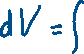 dV = ∫